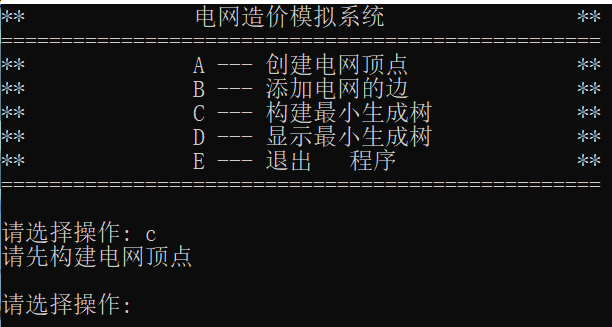 ** 电网造价模拟系统 **
==================================================
** A --- 创建电网顶点 **
** B --- 添加电网的边 **
** C --- 构建最小生成树 **
** D --- 显示最小生成树 **
** E --- 退出 程序 **
==================================================
请选择操作: c
请先构建电网顶点
请选择操作: